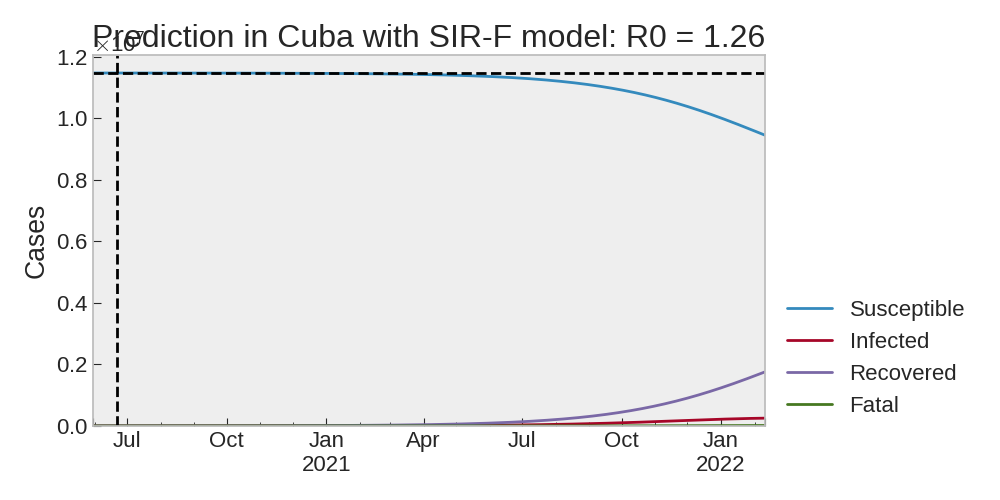 Prediction in Cuba with SIR-F model: R0 = 1.26
×10⁷
1.2
1.0
0.8
0.6
0.4
0.2
0.0
Cases
Jul Oct Jan Apr Jul Oct Jan
2021 2022
Susceptible
Infected
Recovered
Fatal